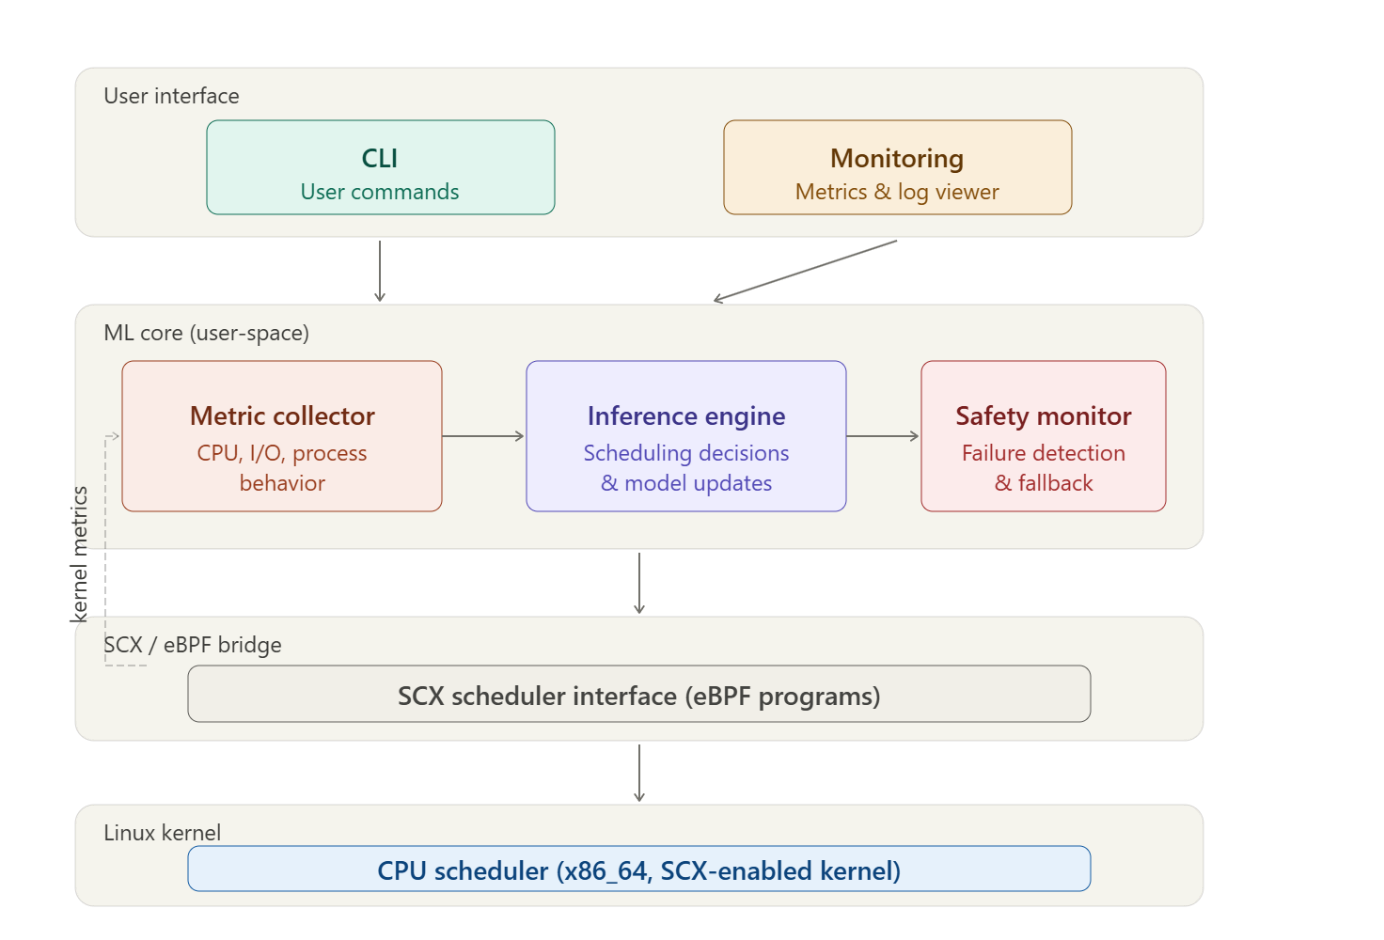 User interface
CLI
User commands
Monitoring
Metrics & log viewer
ML core (user-space)
Metric collector
CPU, I/O, process
behavior
Inference engine
Scheduling decisions
& model updates
Safety monitor
Failure detection
& fallback
kernel metrics
SCX / eBPF bridge
SCX scheduler interface (eBPF programs)
Linux kernel
CPU scheduler (x86_64, SCX-enabled kernel)